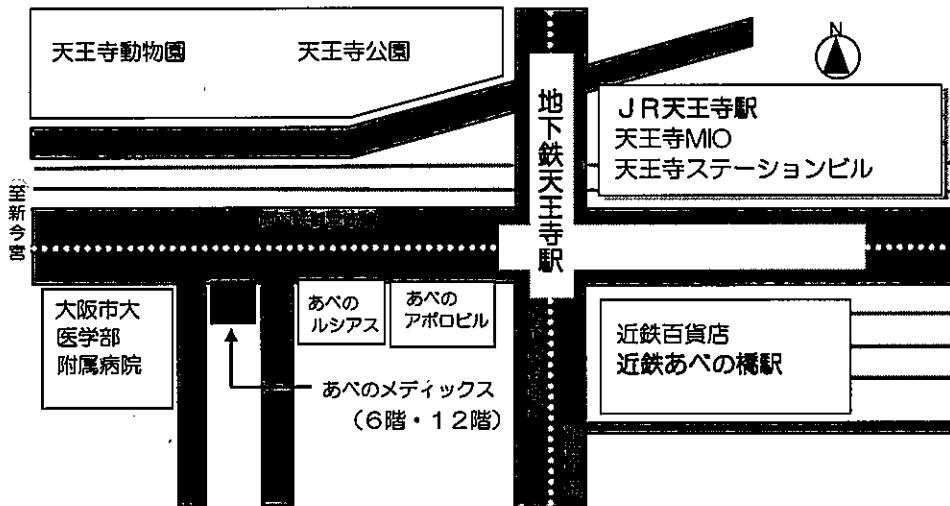 天王寺動物園
天王寺公園
N
地下鉄天王寺駅
JR天王寺駅
天王寺MIO
天王寺ステーションビル
(至新今宮
大阪市大
医学部
附属病院
あべの
ルシアス
あべの
アポロビル
近鉄百貨店
近鉄あべの橋駅
あべのメディックス
(6階・12階)